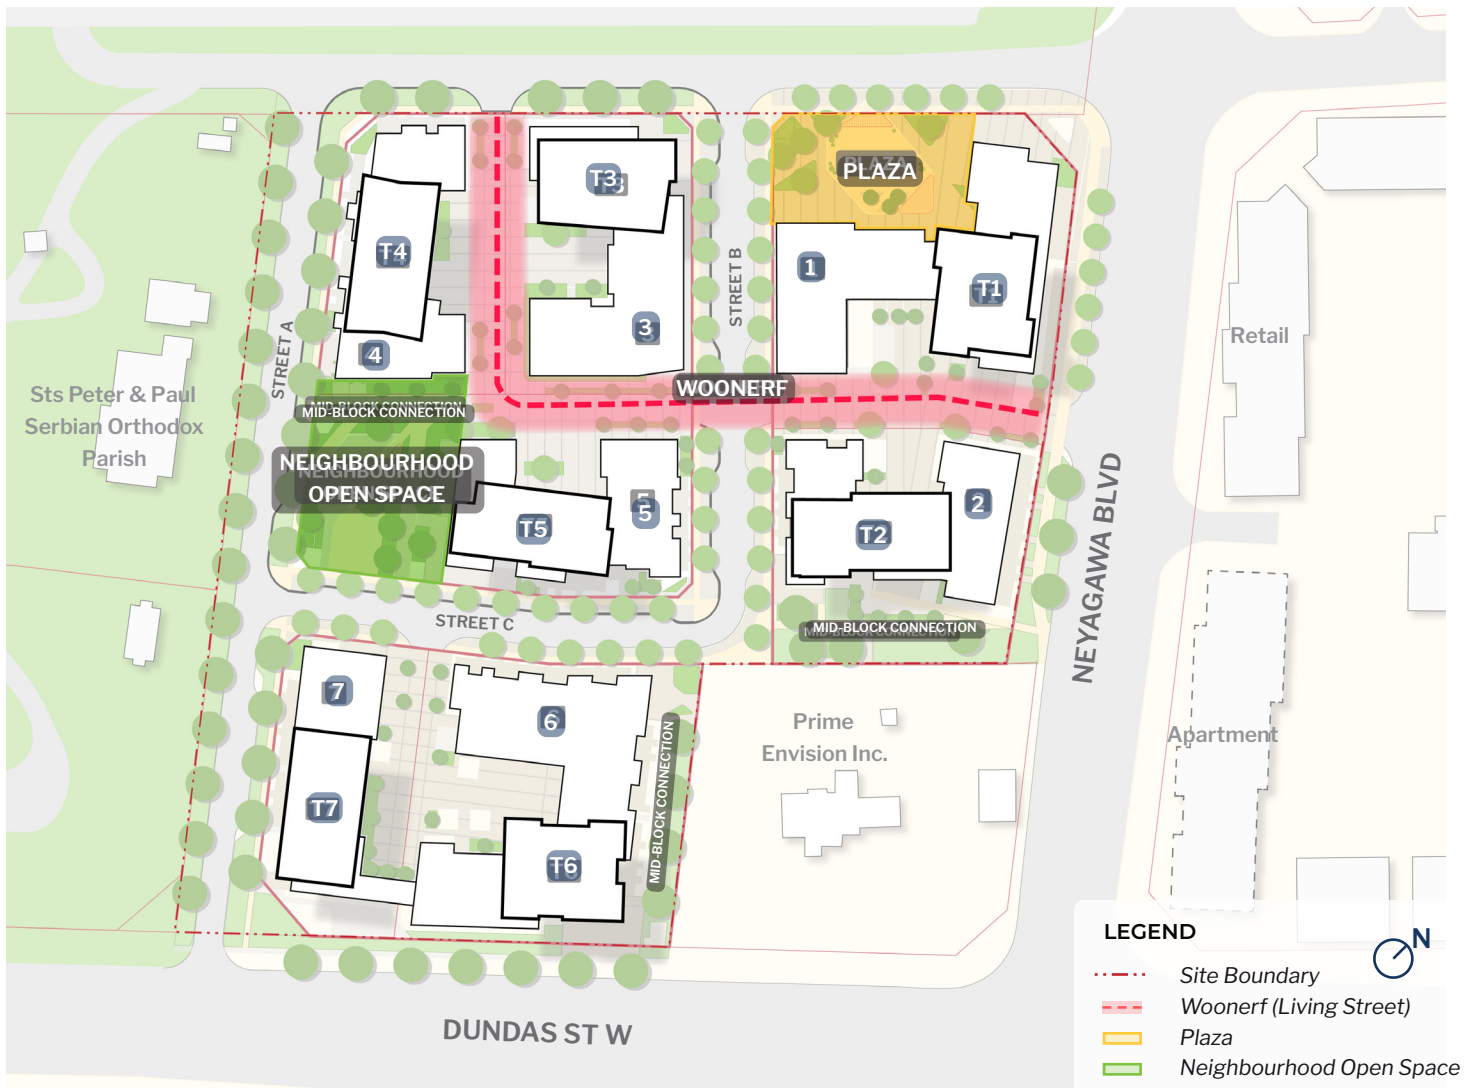 PLAZA
T3
T4
1
T1
STREET B
3
4
STREET A
Retail
WOONERF
Sts Peter & Paul
Serbian Orthodox
Parish
MID-BLOCK CONNECTION
NEIGHBOURHOOD
OPEN SPACE
T5
5
T2
2
NEYAGAWA BLVD
STREET C
MID-BLOCK CONNECTION
7
6
Prime
Envision Inc.
Apartment
MID-BLOCK CONNECTION
T7
T6
DUNDAS ST W
LEGEND
N
Site Boundary
Woonerf (Living Street)
Plaza
Neighbourhood Open Space